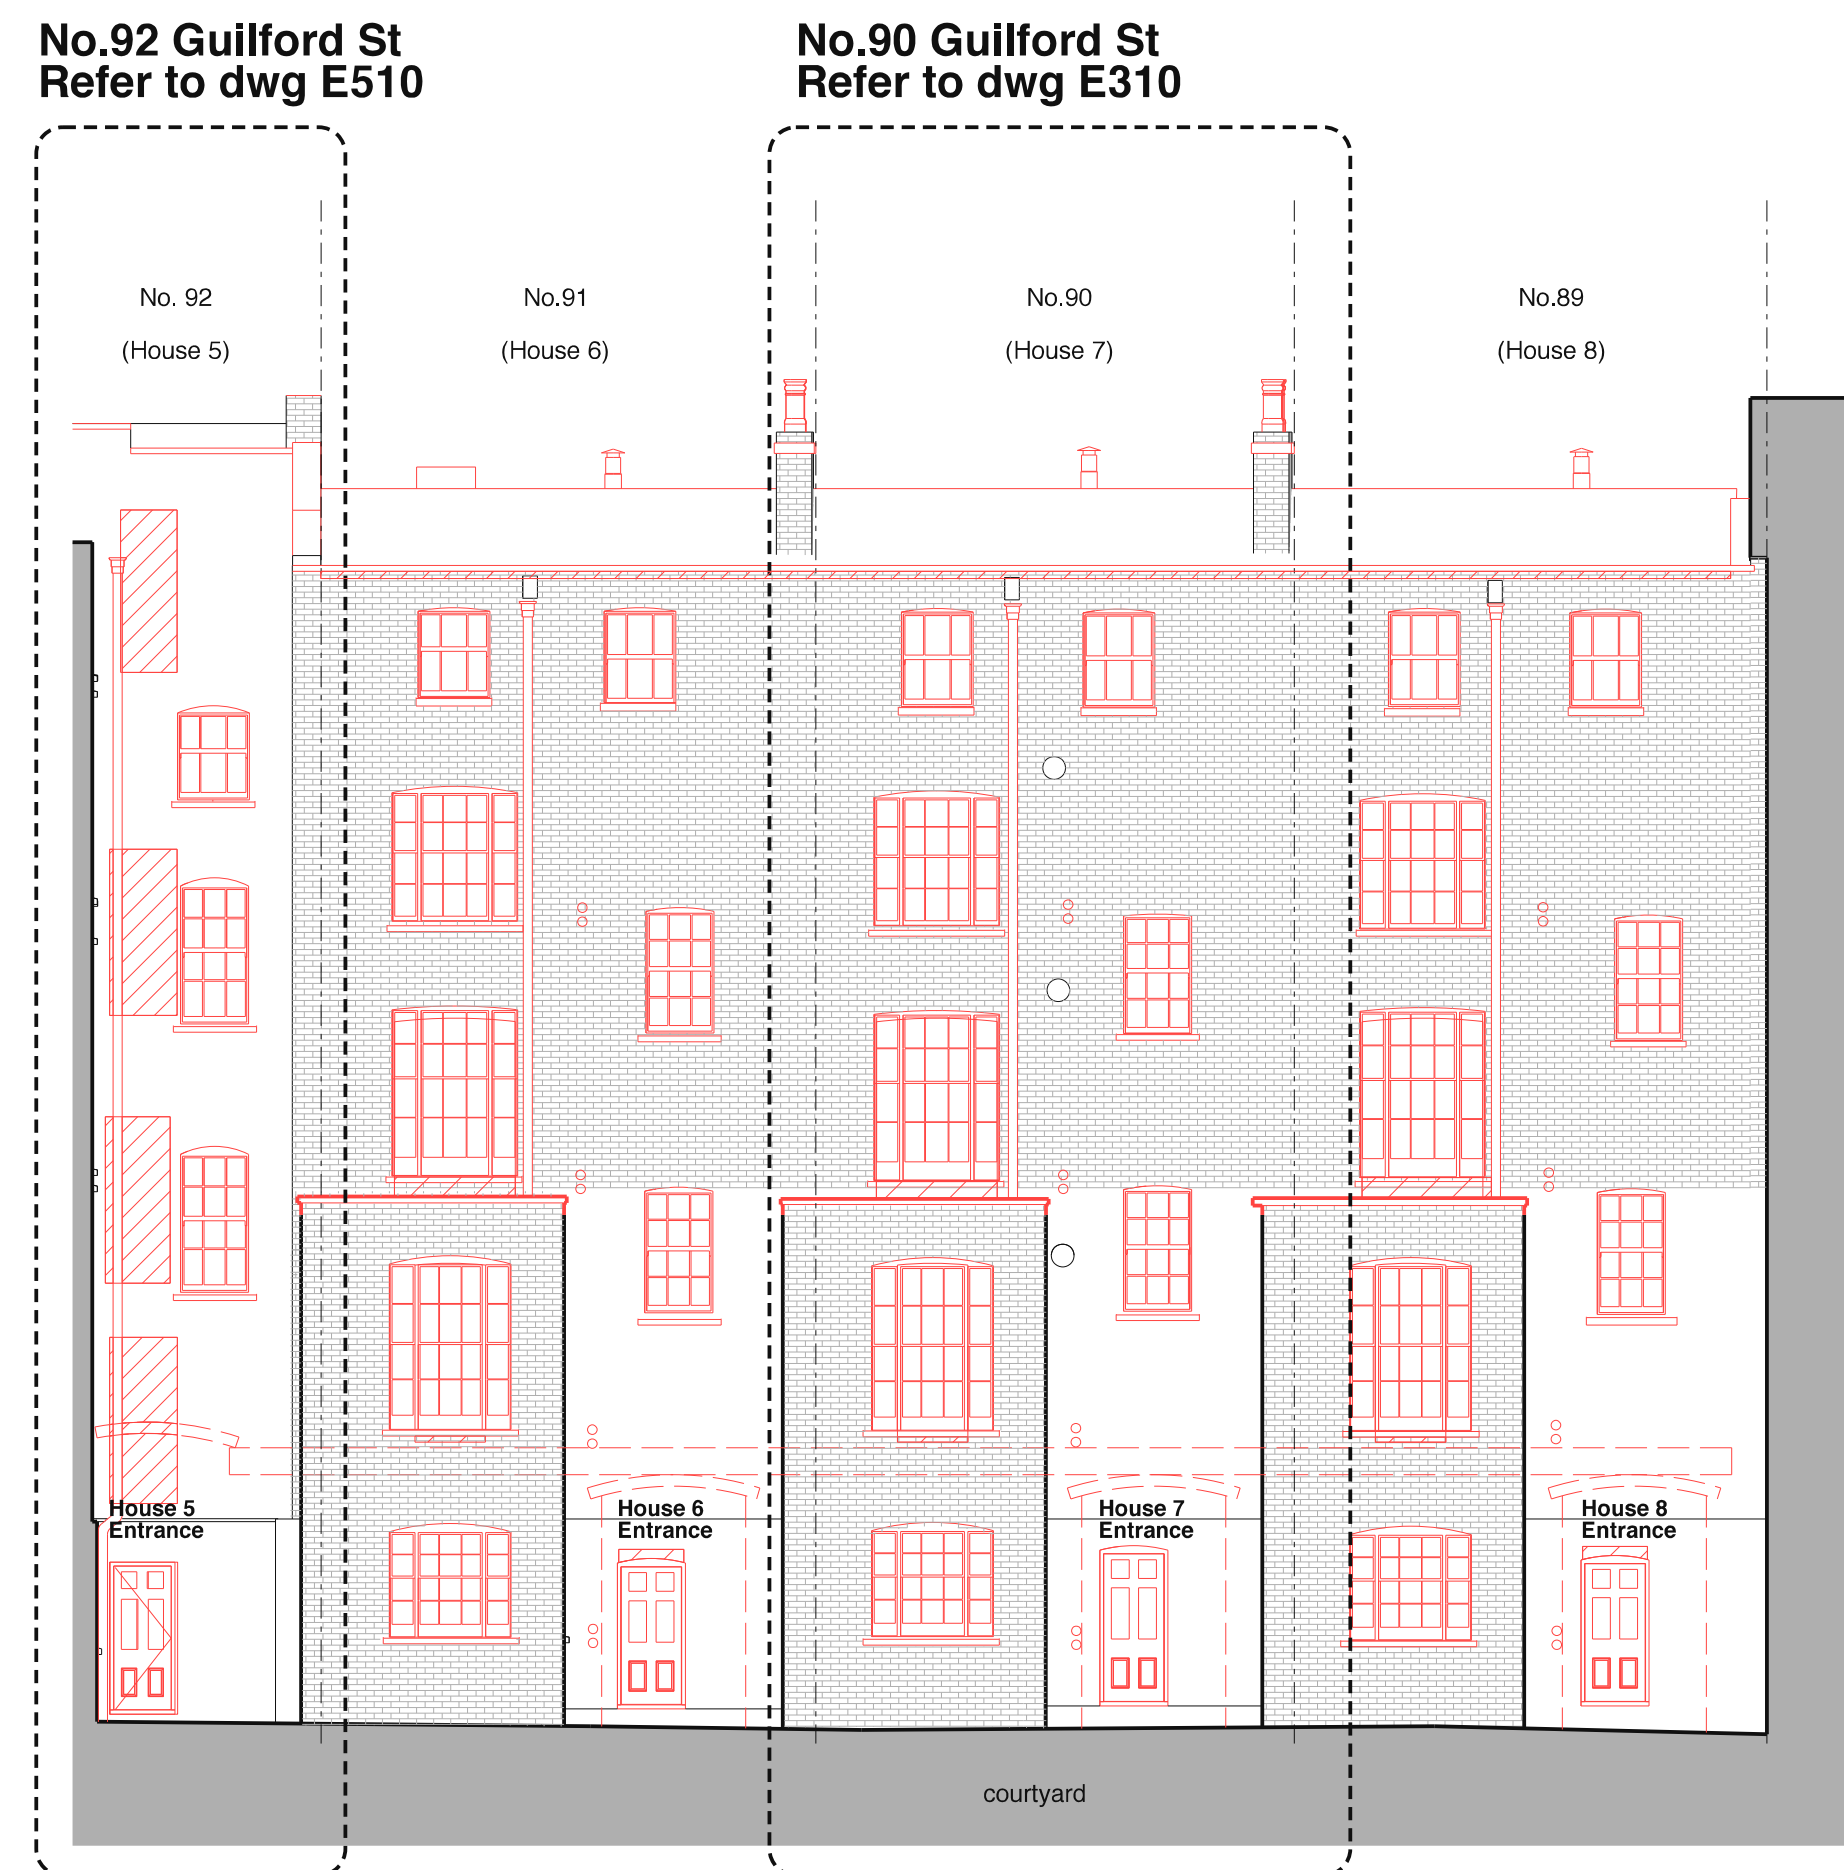 No.92 Guilford St
Refer to dwg E510
No.90 Guilford St
Refer to dwg E310
No. 92
(House 5)
No.91
(House 6)
No.90
(House 7)
No.89
(House 8)
House 5
Entrance
House 6
Entrance
House 7
Entrance
House 8
Entrance
courtyard